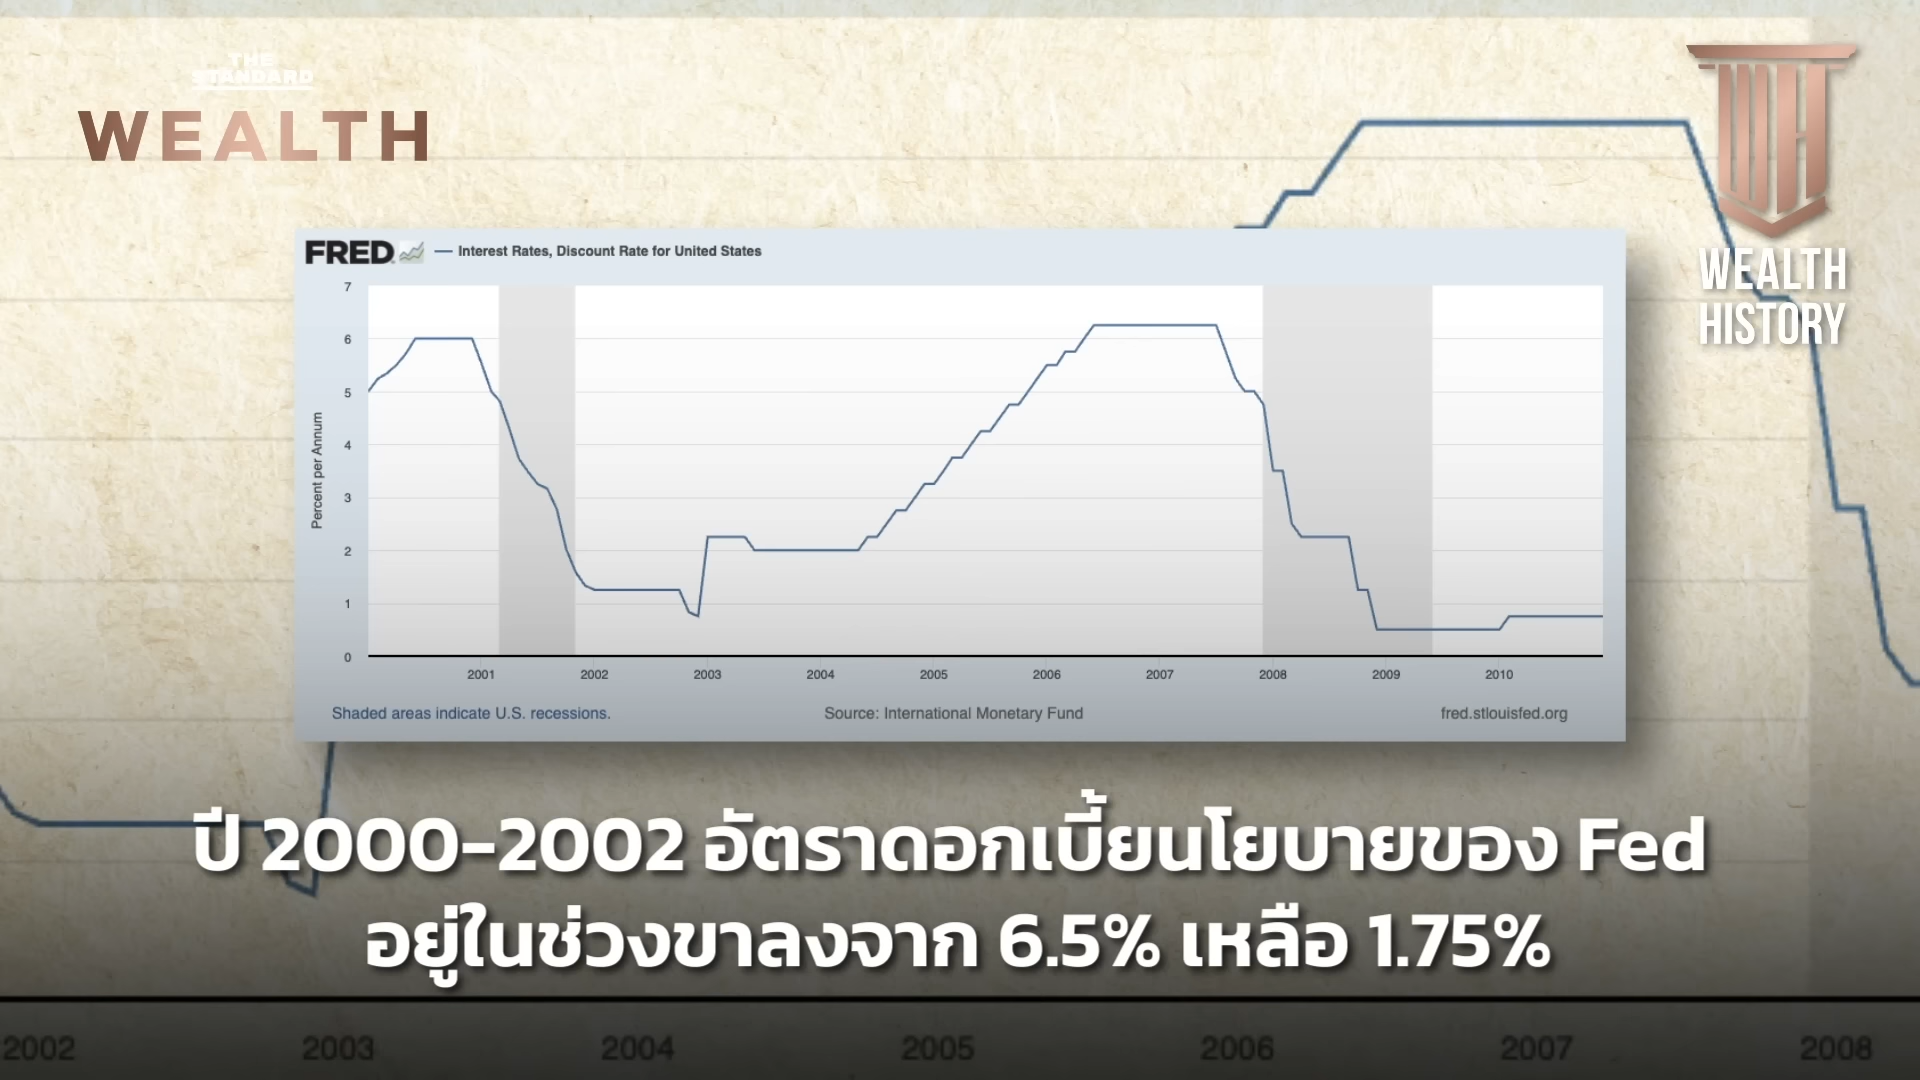 THE
STANDARD
WEALTH
WEALTH
HISTORY
FRED
Interest Rates, Discount Rate for United States
Percent per Annum
7
6
5
4
3
2
1
0
2001 2002 2003 2004 2005 2006 2007 2008 2009 2010
Shaded areas indicate U.S. recessions. Source: International Monetary Fund fred.stlouisfed.org
ปี 2000-2002 อัตราดอกเบี้ยนโยบายของ Fed
อยู่ในช่วงขาลงจาก 6.5% เหลือ 1.75%
2002 2003 2004 2005 2006 2007 2008